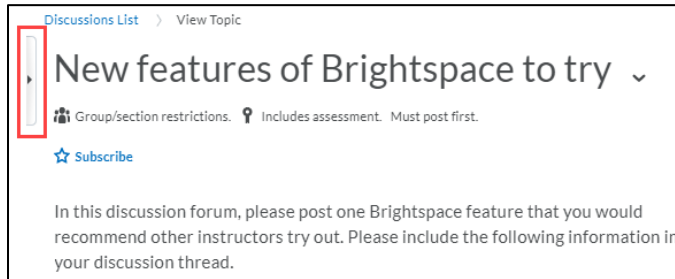 Discussions List > View Topic
New features of Brightspace to try
Group/section restrictions. Includes assessment. Must post first.
Subscribe
In this discussion forum, please post one Brightspace feature that you would
recommend other instructors try out. Please include the following information in
your discussion thread.